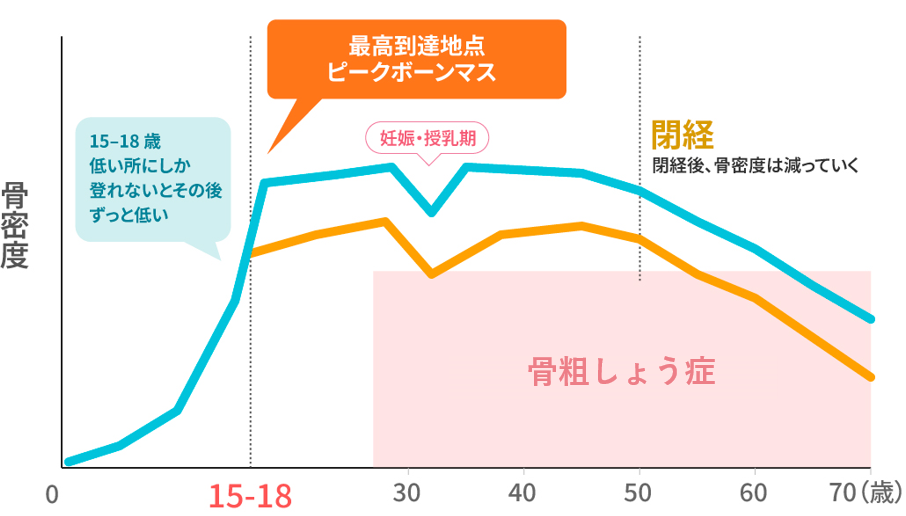 最高到達地点
ピークボーンマス
15–18 歳
低い所にしか
登れないとその後
ずっと低い
妊娠・授乳期
閉経
閉経後、骨密度は減っていく
骨密度
骨粗しょう症
0
15-18
30
40
50
60
70(歳)